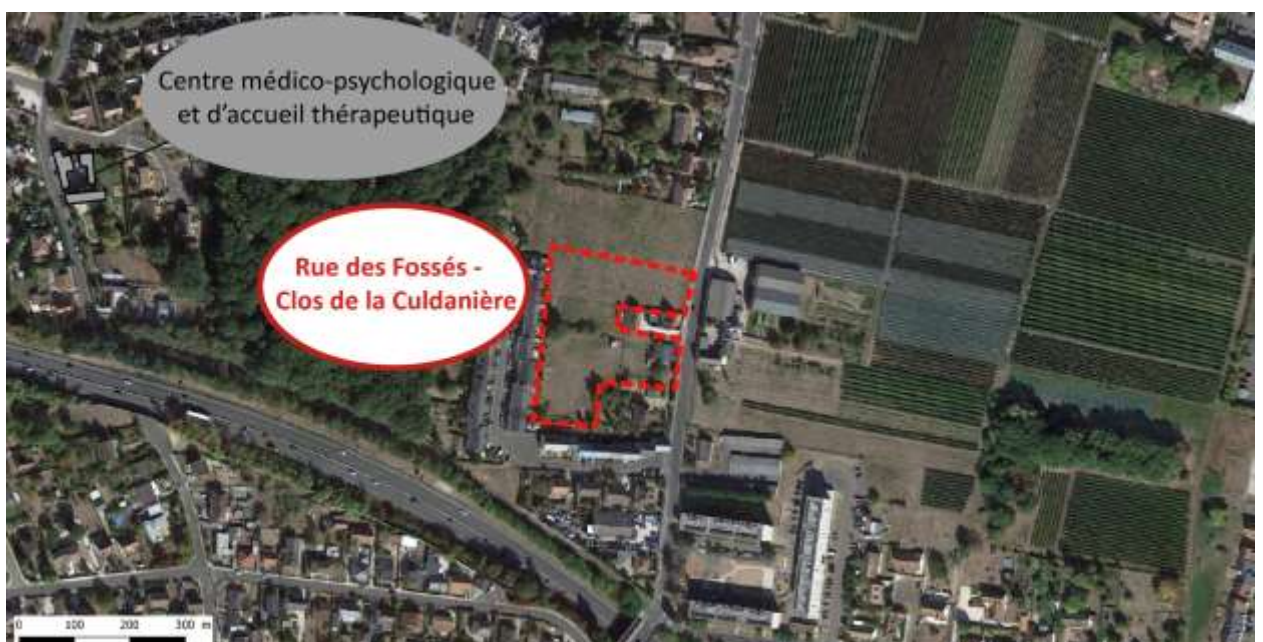 Centre médico-psychologique
et d'accueil thérapeutique
Rue des Fossés -
Clos de la Culdanière
0 100 200 300 m